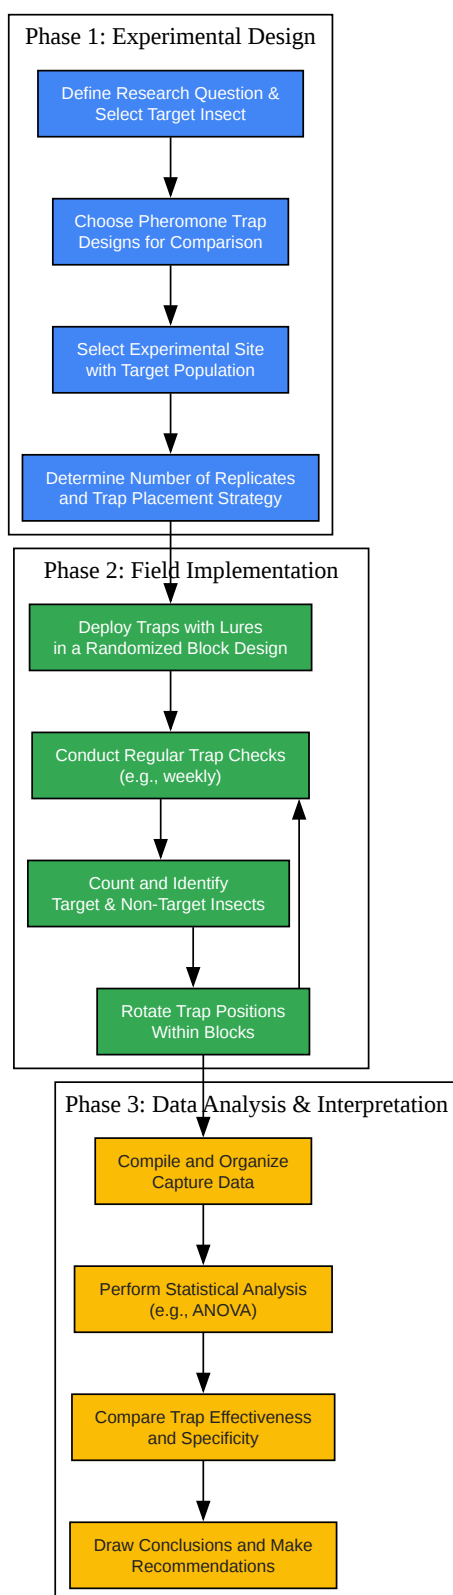 Phase 1: Experimental Design
Define Research Question &
Select Target Insect
Choose Pheromone Trap
Designs for Comparison
Select Experimental Site
with Target Population
Determine Number of Replicates
and Trap Placement Strategy
Phase 2: Field Implementation
Deploy Traps with Lures
in a Randomized Block Design
Conduct Regular Trap Checks
(e.g., weekly)
Count and Identify
Target & Non-Target Insects
Rotate Trap Positions
Within Blocks
Phase 3: Data Analysis & Interpretation
Compile and Organize
Capture Data
Perform Statistical Analysis
(e.g., ANOVA)
Compare Trap Effectiveness
and Specificity
Draw Conclusions and Make
Recommendations